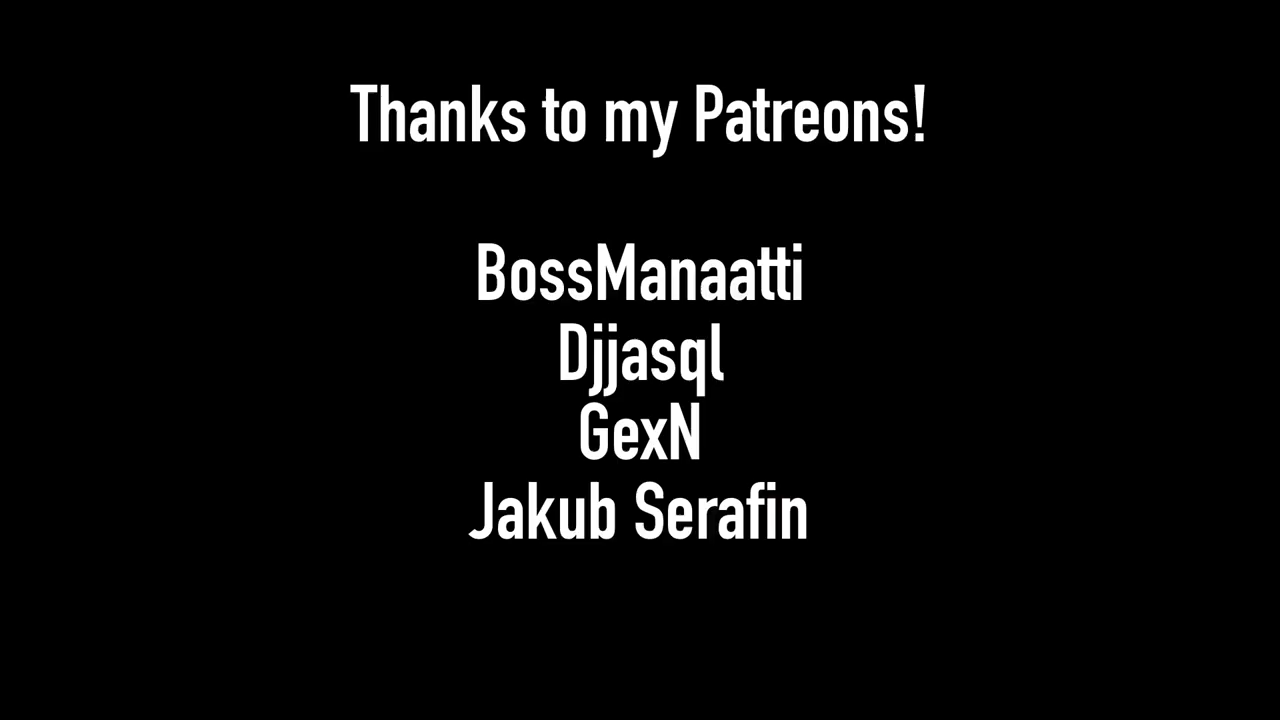 Thanks to my Patreons!
BossManaatti
Djjasql
GexN
Jakub Serafin